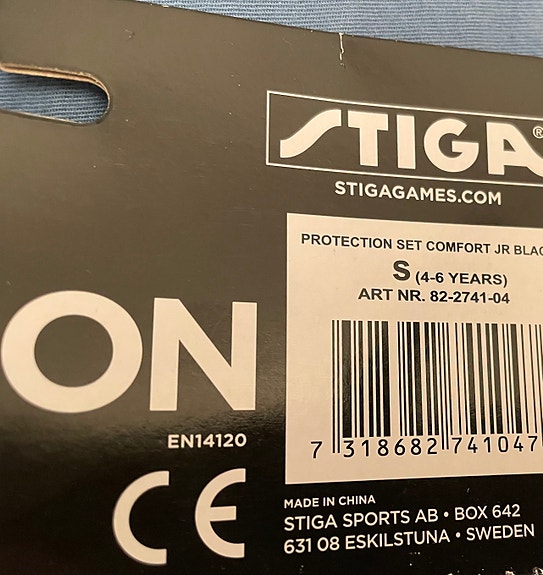 STIGA®
STIGAGAMES.COM
PROTECTION SET COMFORT JR
S (4-6 YEARS)
ART NR. 82-2741-04
7 318682 741047
ON
EN14120
CE
MADE IN CHINA
STIGA SPORTS AB • BOX 642
631 08 ESKILSTUNA • SWEDEN